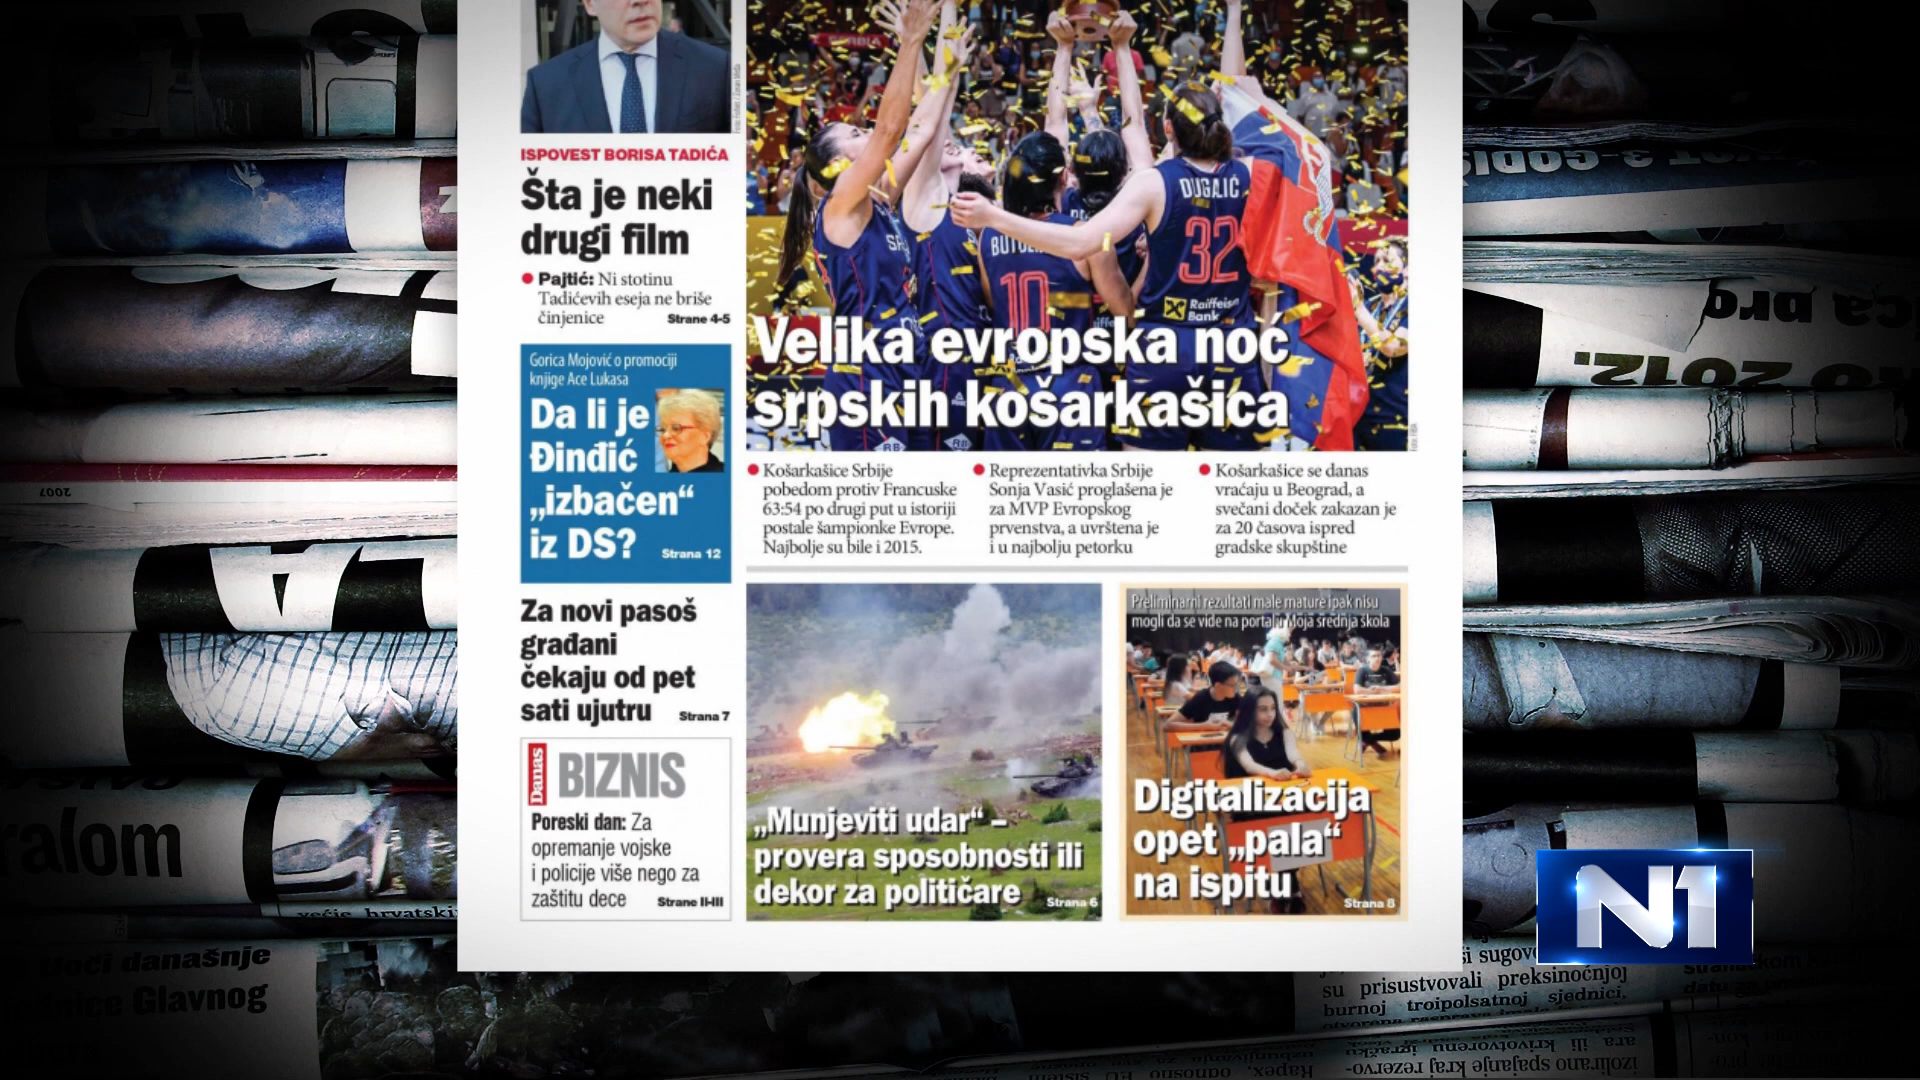 ISPOVEST BORISA TADIĆA
Šta je neki
drugi film
Pajtić: Ni stotinu
Tadićevih eseja ne briše
činjenice
Strane 4-5
Gorica Mojović o promociji
knjige Ace Lukasa
Da li je
Đinđić
„izbačen“
iz DS?
Strana 12
Za novi pasoš
građani
čekaju od pet
sati ujutru
Strana 7
Danas
BIZNIS
Poreski dan: Za
opremanje vojske
i policije više nego za
zaštitu dece
Strane II-III
SERBIA
DUGALIĆ
32
10
Raiffeisen
Bank
Velika evropska noć
srpskih košarkašica
Košarkašice Srbije
pobedom protiv Francuske
63:54 po drugi put u istoriji
postale šampionke Evrope.
Najbolje su bile i 2015.
Reprezentativka Srbije
Sonja Vasić proglašena je
za MVP Evropskog
prvenstva, a uvrštena je
i u najbolju petorku
Košarkašice se danas
vraćaju u Beograd, a
svečani doček zakazan je
za 20 časova ispred
gradske skupštine
„Munjeviti udar“ –
provera sposobnosti ili
dekor za političare
Strana 6
Preliminarni rezultati male mature ipak nisu
mogli da se vide na portalu Moja srednja škola
Digitalizacija
opet „pala“
na ispitu
Strana 8
N1
2007
2012.
ralom
današnje
Glavnog
su prisustvovali preksinoćnjoj
burnoj troipolsatnoj sjednici,